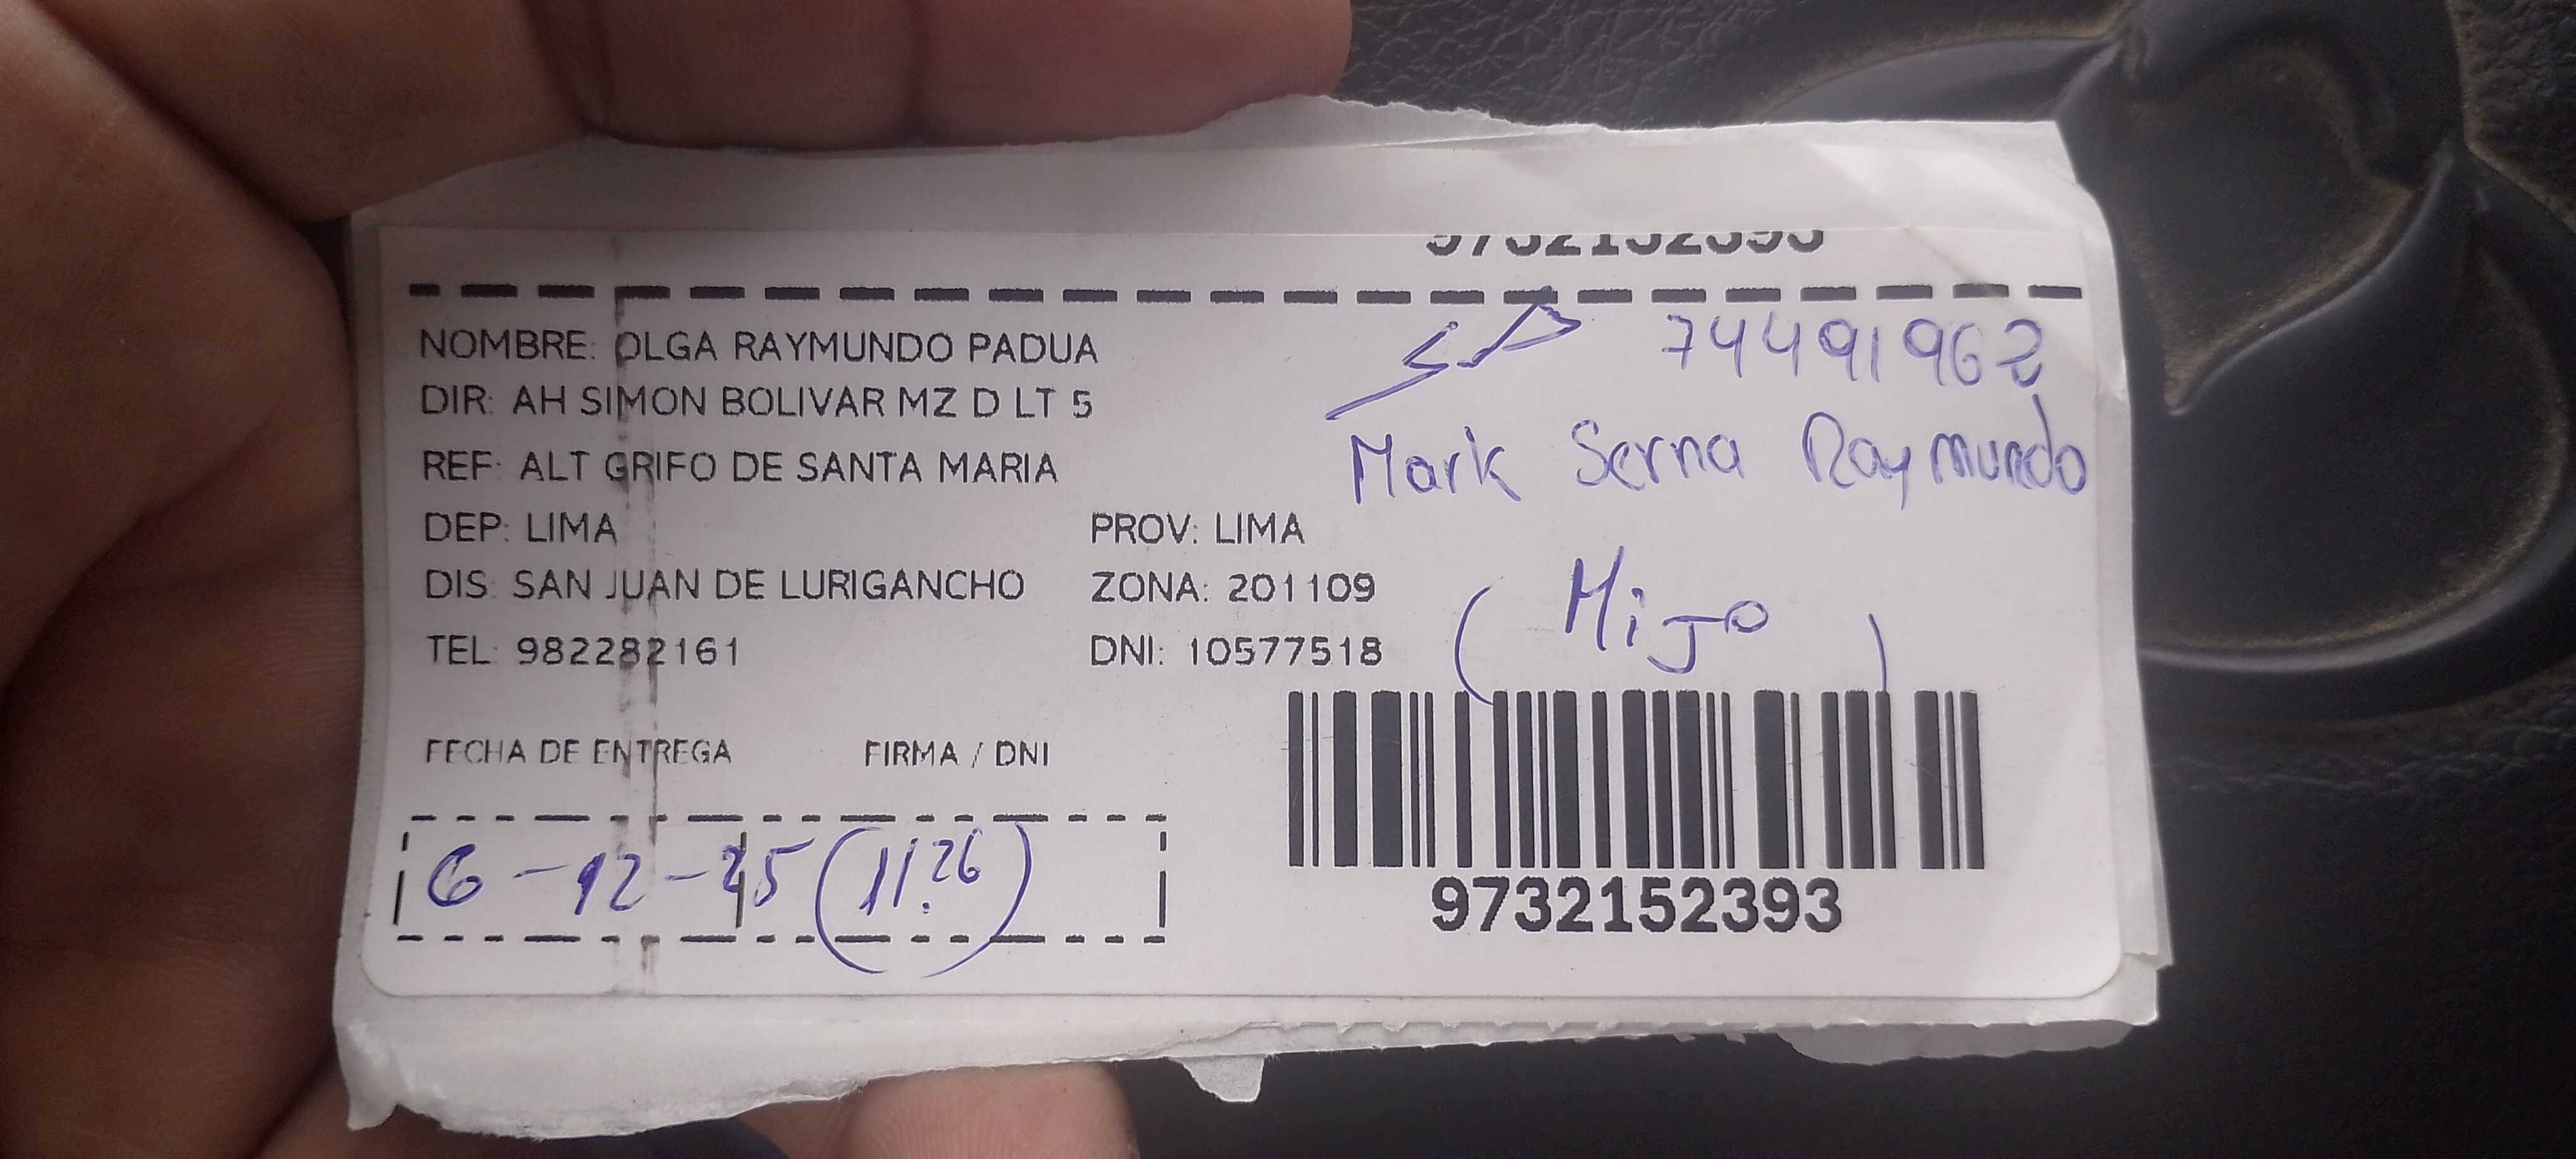 9732152393
74491962
NOMBRE: OLGA RAYMUNDO PADUA
DIR: AH SIMON BOLIVAR MZ D LT 5
Mark Serna Raymundo
REF: ALT GRIFO DE SANTA MARIA
DEP: LIMA PROV: LIMA
DIS: SAN JUAN DE LURIGANCHO ZONA: 201109
(Hijo)
TEL: 982282161 DNI: 10577518
FECHA DE ENTREGA FIRMA / DNI
6-12-25 (11:26)
9732152393